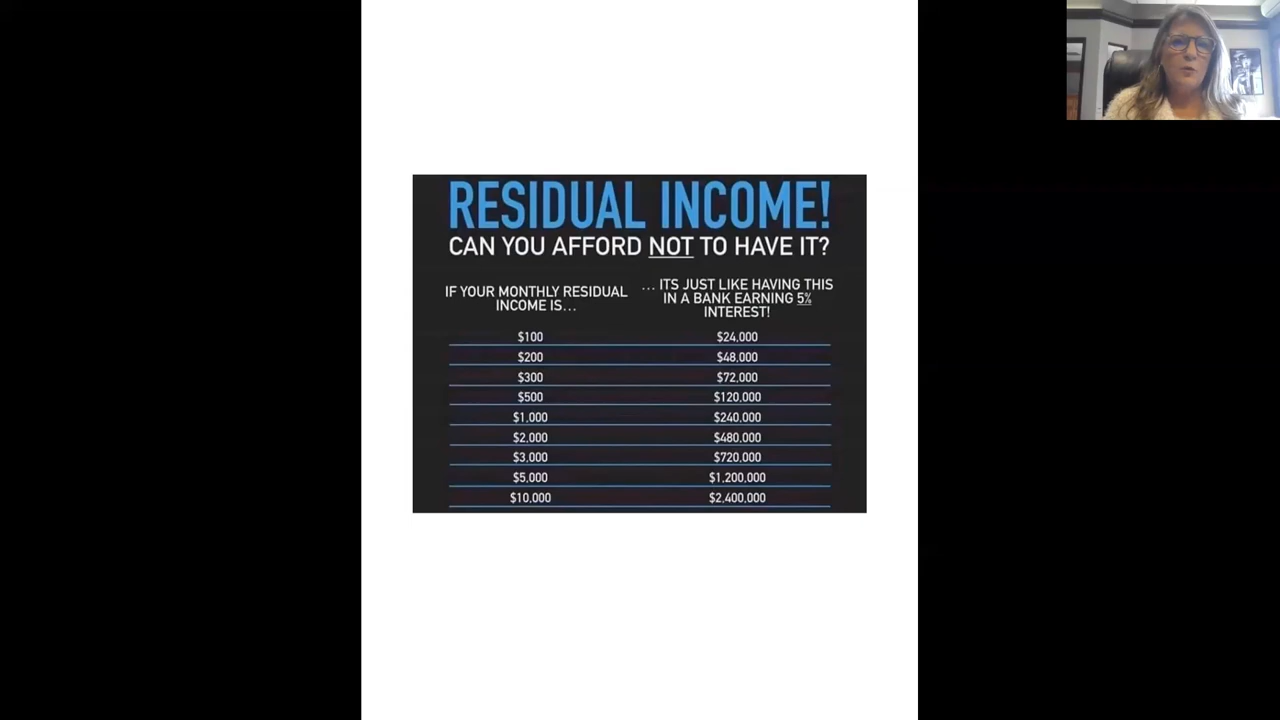 RESIDUAL INCOME!
CAN YOU AFFORD NOT TO HAVE IT?
IF YOUR MONTHLY RESIDUAL
INCOME IS...
... ITS JUST LIKE HAVING THIS
IN A BANK EARNING 5%
INTEREST!
$100 $24,000
$200 $48,000
$300 $72,000
$500 $120,000
$1,000 $240,000
$2,000 $480,000
$3,000 $720,000
$5,000 $1,200,000
$10,000 $2,400,000